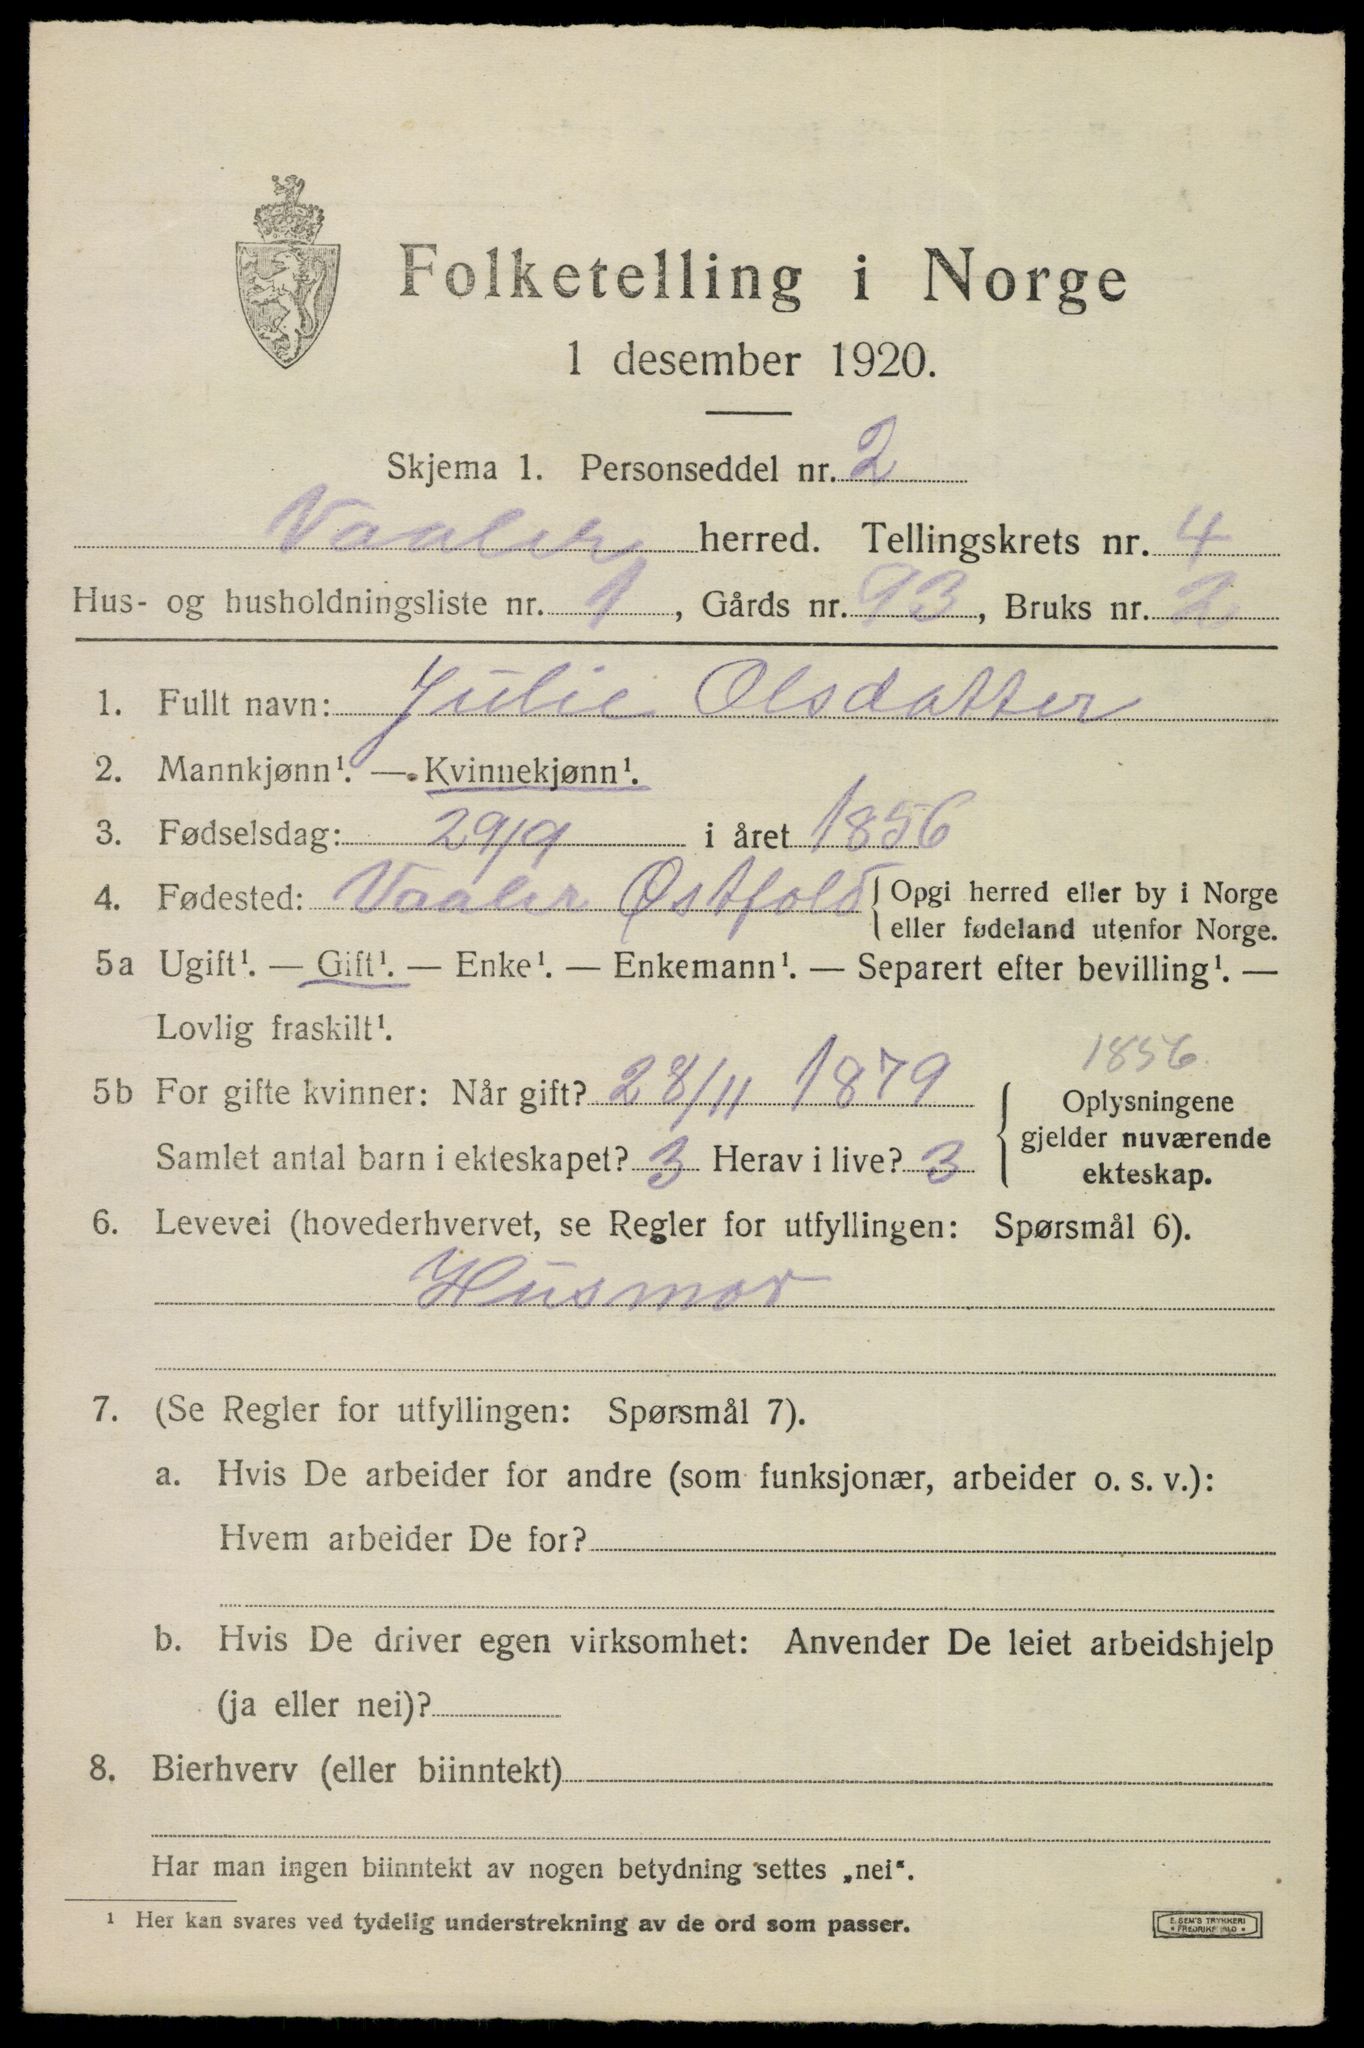 Folketelling i Norge
1 desember 1920.
Skjema 1. Personseddel nr. 2
Vaaler herred. Tellingskrets nr. 4
Hus- og husholdningsliste nr. 1, Gårds nr. 93, Bruks nr. 2
1. Fullt navn: Julie Olsdatter
2. Mannkjønn¹. — Kvinnekjønn¹.
3. Fødselsdag: 29/9 i året 1856
4. Fødested: Vaaler Østfold { Opgi herred eller by i Norge
eller fødeland utenfor Norge.
5a Ugift¹. — Gift¹. — Enke¹. — Enkemann¹. — Separert efter bevilling¹. —
Lovlig fraskilt¹.
1856.
5b For gifte kvinner: Når gift? 28/11 1879
Samlet antal barn i ekteskapet? 3 Herav i live? 3
{ Oplysningene
gjelder nuværende
ekteskap.
6. Levevei (hovederhvervet, se Regler for utfyllingen: Spørsmål 6).
Husmor
7. (Se Regler for utfyllingen: Spørsmål 7).
a. Hvis De arbeider for andre (som funksjonær, arbeider o. s. v.):
Hvem arbeider De for?
b. Hvis De driver egen virksomhet: Anvender De leiet arbeidshjelp
(ja eller nei)?
8. Bierhverv (eller biinntekt)
Har man ingen biinntekt av nogen betydning settes „nei“.
¹ Her kan svares ved tydelig understrekning av de ord som passer.
E. SEM'S TRYKKERI
* FREDRIKSHALD *